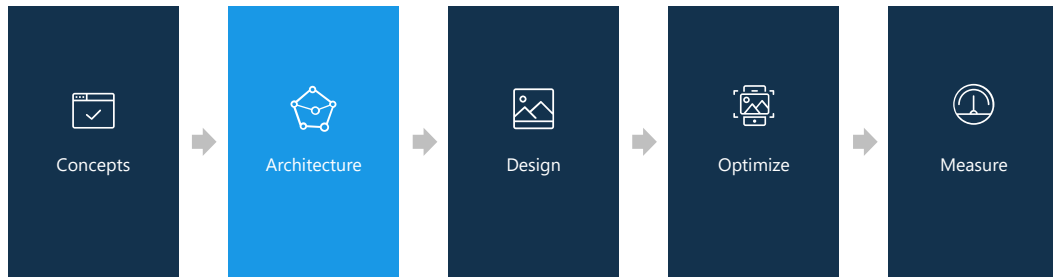 Concepts
Architecture
Design
Optimize
Measure